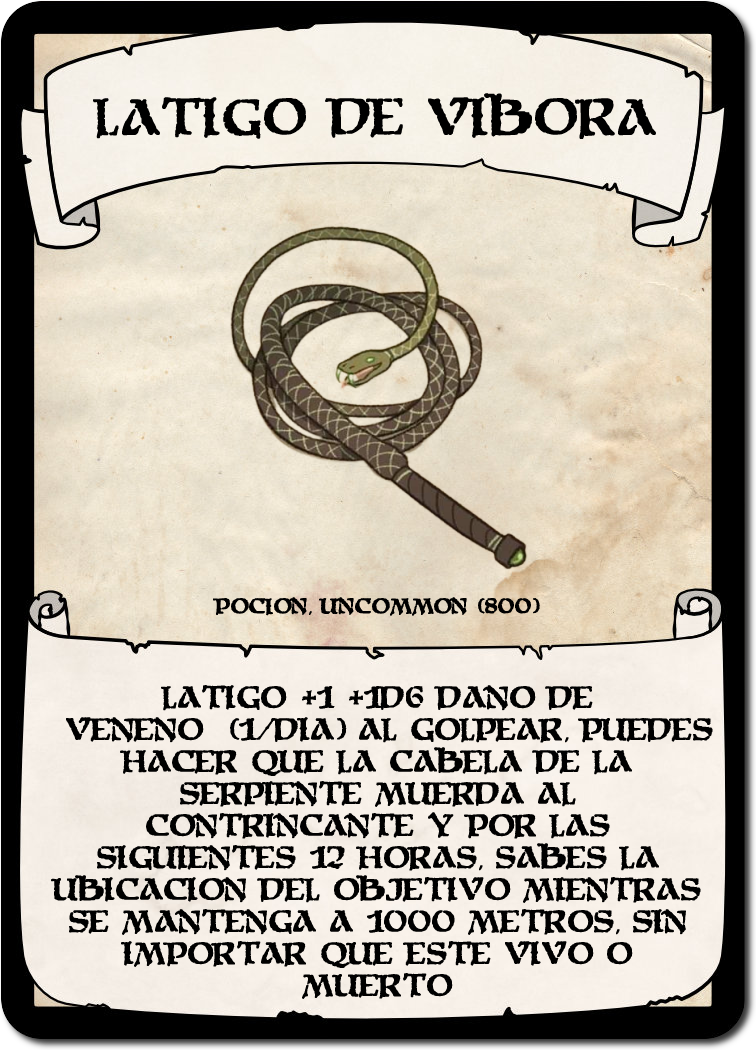 LATIGO DE VIBORA
POCION, UNCOMMON (800)
LATIGO +1 +1D6 DANO DE
VENENO (1/DIA) AL GOLPEAR, PUEDES
HACER QUE LA CABELA DE LA
SERPIENTE MUERDA AL
CONTRINCANTE Y POR LAS
SIGUIENTES 12 HORAS, SABES LA
UBICACION DEL OBJETIVO MIENTRAS
SE MANTENGA A 1000 METROS, SIN
IMPORTAR QUE ESTE VIVO O
MUERTO